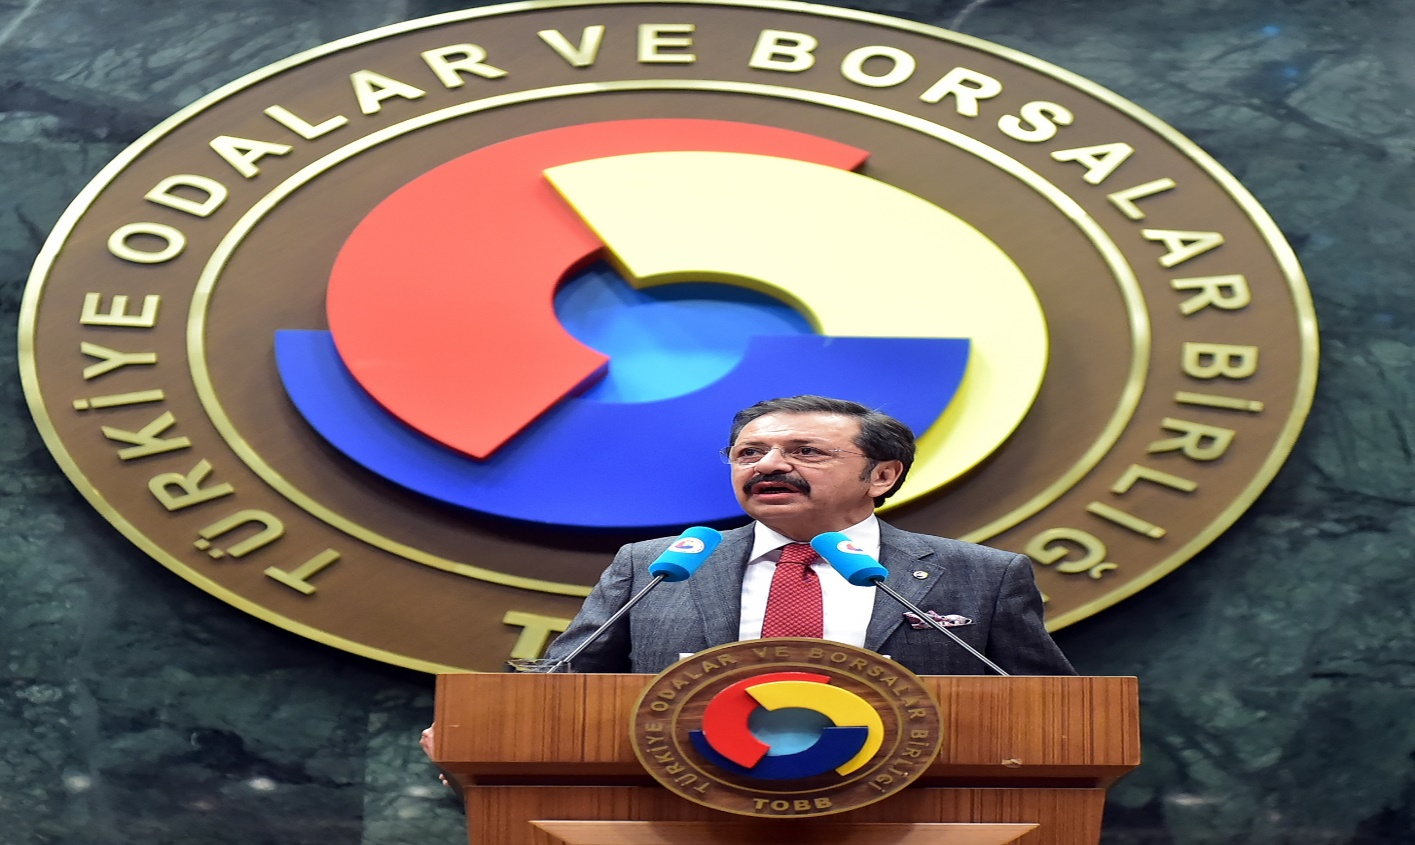 TÜRKİYE ODALAR VE BORSALAR BİRLİĞİ
T
TÜRKİYE ODALAR VE BORSALAR BİRLİĞİ
TOBB